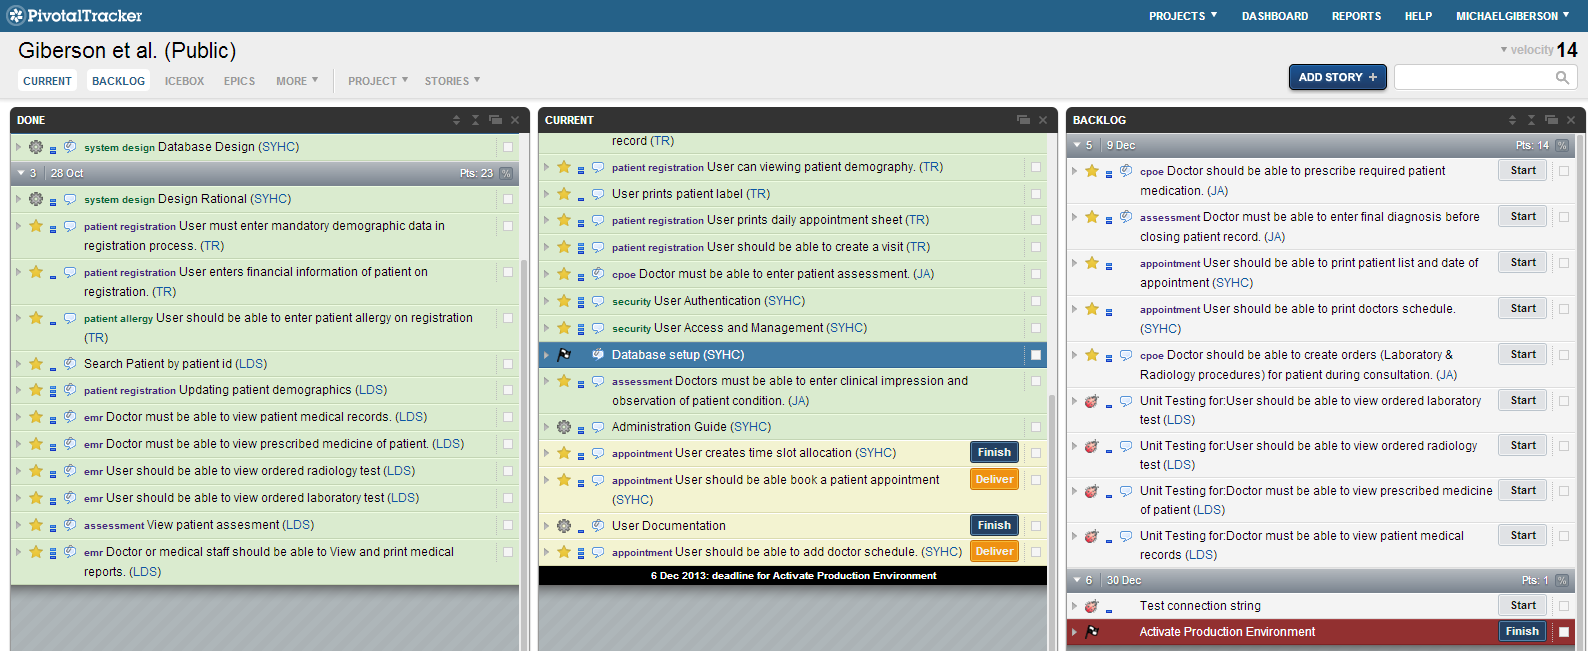 PivotalTracker
PROJECTS
DASHBOARD
REPORTS
HELP
MICHAELGIBERSON
Giberson et al. (Public)
velocity 14
CURRENT
BACKLOG
ICEBOX
EPICS
MORE
PROJECT
STORIES
ADD STORY +
DONE
system design Database Design (SYHC)
3 28 Oct Pts: 23 %
system design Design Rational (SYHC)
patient registration User must enter mandatory demographic data in
registration process. (TR)
patient registration User enters financial information of patient on
registration. (TR)
patient allergy User should be able to enter patient allergy on registration
(TR)
Search Patient by patient id (LDS)
patient registration Updating patient demographics (LDS)
emr Doctor must be able to view patient medical records. (LDS)
emr Doctor must be able to view prescribed medicine of patient. (LDS)
emr User should be able to view ordered radiology test (LDS)
emr User should be able to view ordered laboratory test (LDS)
assessment View patient assesment (LDS)
emr Doctor or medical staff should be able to View and print medical
reports. (LDS)
CURRENT
record (TR)
patient registration User can viewing patient demography. (TR)
User prints patient label (TR)
patient registration User prints daily appointment sheet (TR)
patient registration User should be able to create a visit (TR)
cpoe Doctor must be able to enter patient assessment. (JA)
security User Authentication (SYHC)
security User Access and Management (SYHC)
Database setup (SYHC)
assessment Doctors must be able to enter clinical impression and
observation of patient condition. (JA)
Administration Guide (SYHC)
appointment User creates time slot allocation (SYHC) Finish
appointment User should be able book a patient appointment Deliver
(SYHC)
User Documentation Finish
appointment User should be able to add doctor schedule. (SYHC) Deliver
6 Dec 2013: deadline for Activate Production Environment
BACKLOG
5 9 Dec Pts: 14 %
cpoe Doctor should be able to prescribe required patient Start
medication. (JA)
assessment Doctor must be able to enter final diagnosis before Start
closing patient record. (JA)
appointment User should be able to print patient list and date of Start
appointment (SYHC)
appointment User should be able to print doctors schedule. Start
(SYHC)
cpoe Doctor should be able to create orders (Laboratory & Start
Radiology procedures) for patient during consultation. (JA)
Unit Testing for:User should be able to view ordered laboratory Start
test (LDS)
Unit Testing for:User should be able to view ordered radiology Start
test (LDS)
Unit Testing for:Doctor must be able to view prescribed medicine Start
of patient (LDS)
Unit Testing for:Doctor must be able to view patient medical Start
records (LDS)
6 30 Dec Pts: 1 %
Test connection string Start
Activate Production Environment Finish